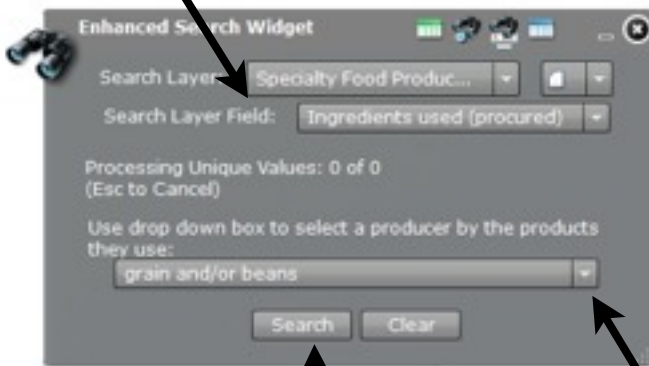 Enhanced Search Widget
Search Layer: Specialty Food Produc...
Search Layer Field: Ingredients used (procured)
Processing Unique Values: 0 of 0
(Esc to Cancel)
Use drop down box to select a producer by the products
they use:
grain and/or beans
Search Clear